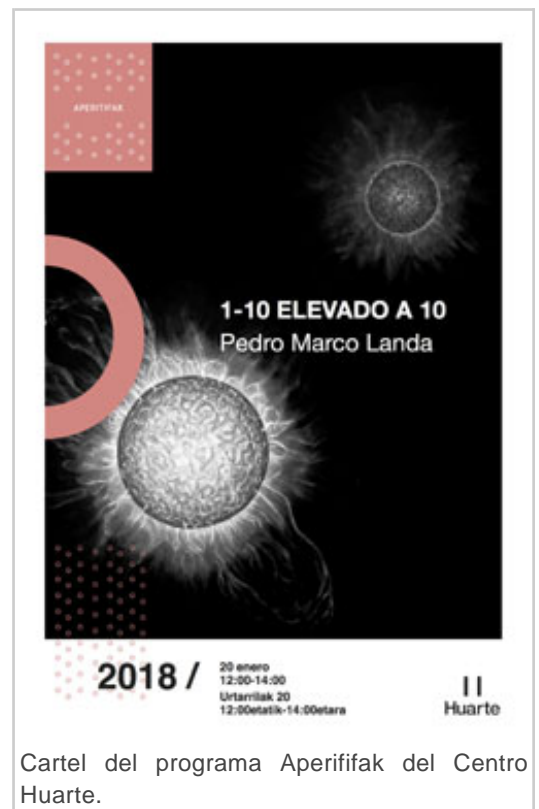 APERITIFAK
1-10 ELEVADO A 10
Pedro Marco Landa
2018 /
20 enero
12:00-14:00
Urtarrilak 20
12:00etatik-14:00etara
Huarte
Cartel del programa Aperififak del Centro
Huarte.